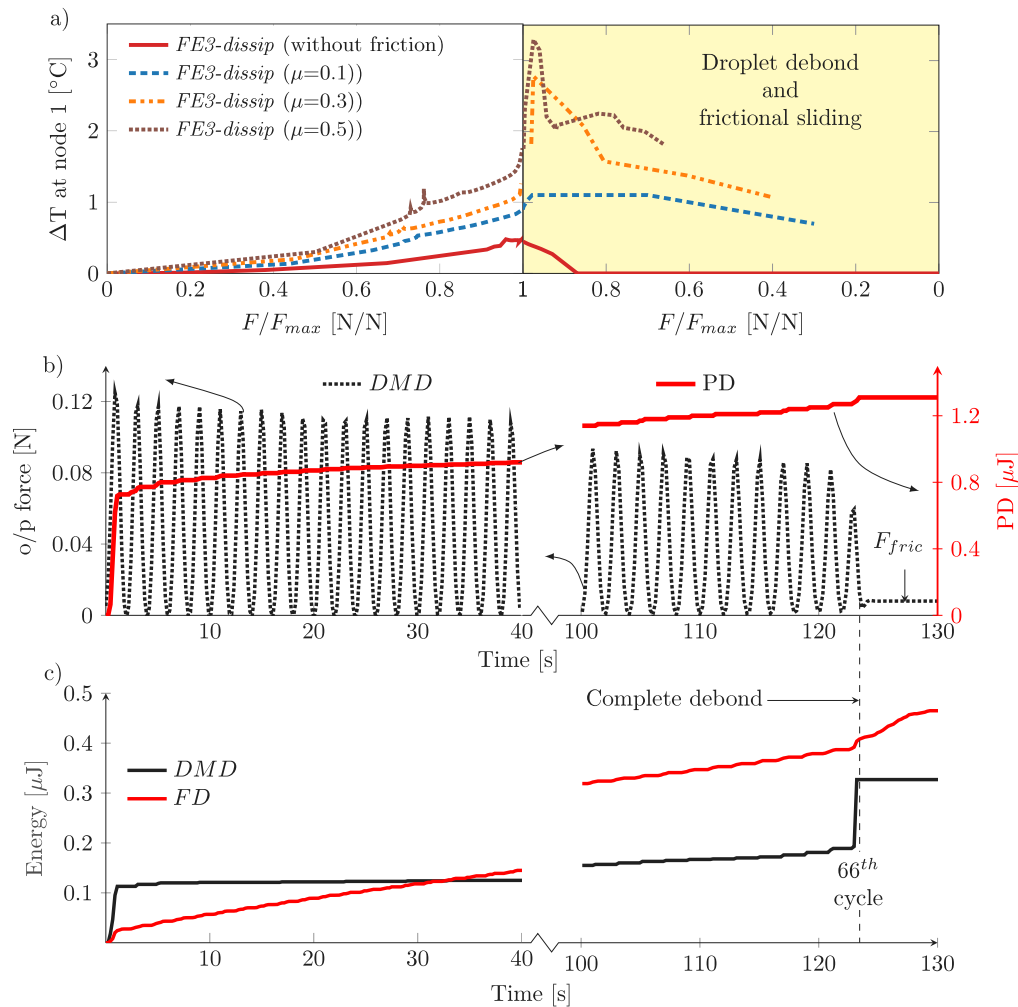 a)
ΔT at node 1 [°C]
3
2
1
0
FE3-dissip (without friction)
FE3-dissip (μ=0.1))
FE3-dissip (μ=0.3))
FE3-dissip (μ=0.5))
Droplet debond
and
frictional sliding
0 0.2 0.4 0.6 0.8 1 0.8 0.6 0.4 0.2 0
F/F_max [N/N] F/F_max [N/N]
b)
DMD PD
o/p force [N]
0.12
0.08
0.04
0
PD [μJ]
1.2
0.8
0.4
0
F_fric
10 20 30 40 100 110 120 130
Time [s]
c)
Energy [μJ]
0.5
0.4
0.3
0.2
0.1
Complete debond
DMD
FD
66^th
cycle
10 20 30 40 100 110 120 130
Time [s]